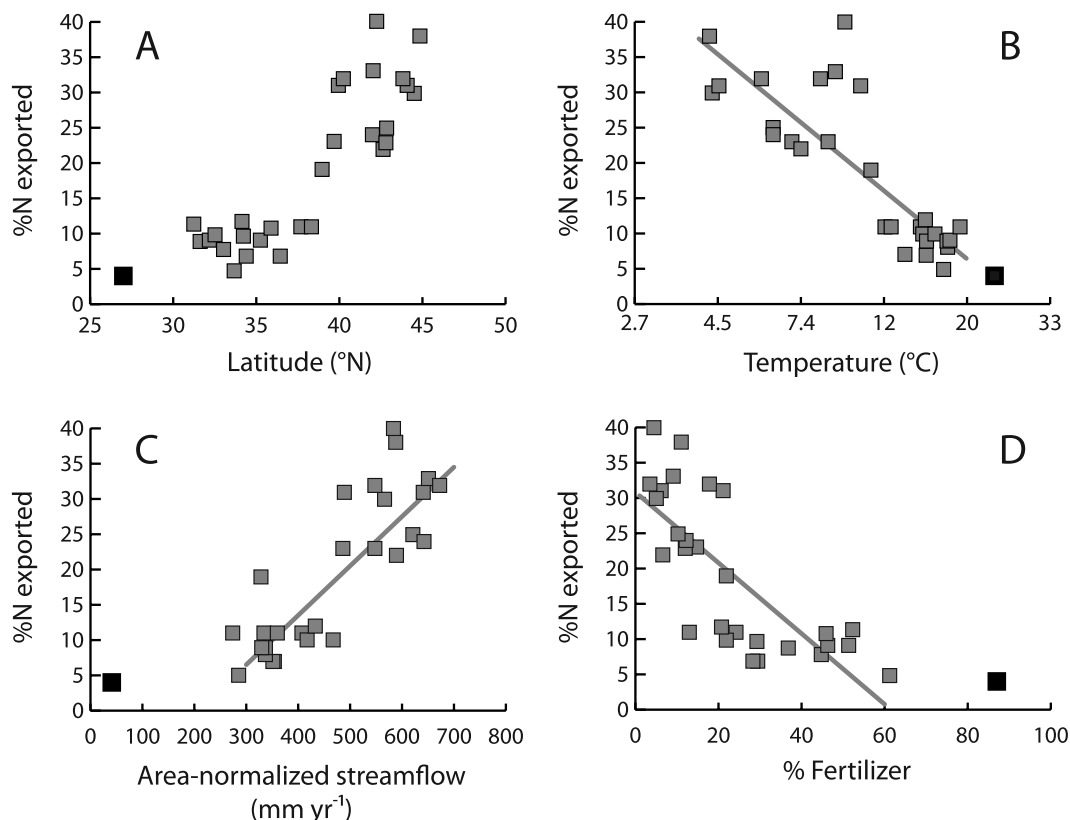 A
%N exported
40
35
30
25
20
15
10
5
0
25 30 35 40 45 50
Latitude (°N)
B
%N exported
40
35
30
25
20
15
10
5
0
2.7 4.5 7.4 12 20 33
Temperature (°C)
C
%N exported
40
35
30
25
20
15
10
5
0
0 100 200 300 400 500 600 700 800
Area-normalized streamflow
(mm yr⁻¹)
D
%N exported
40
35
30
25
20
15
10
5
0
0 20 40 60 80 100
% Fertilizer